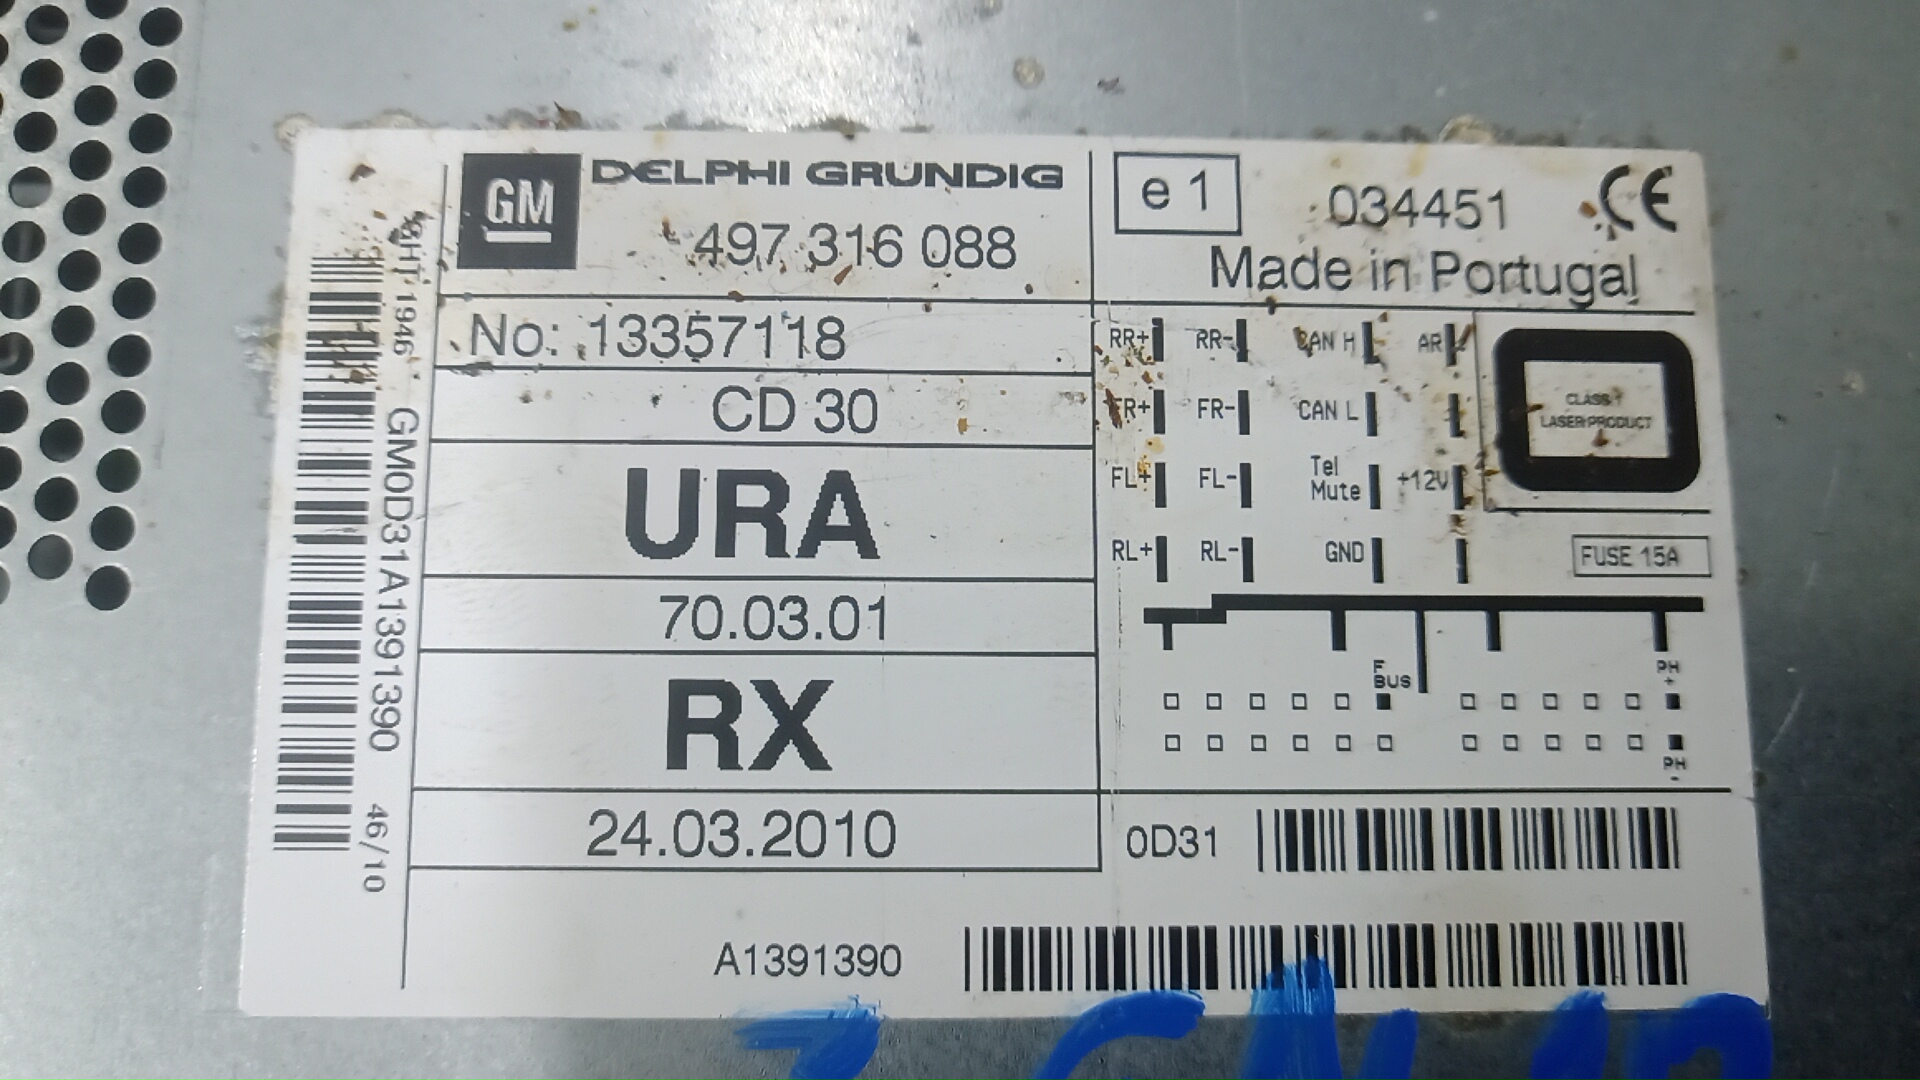 GM
DELPHI GRUNDIG
497 316 088
No: 13357118
CD 30
URA
70.03.01
RX
24.03.2010
A1391390
e1
034451
CE
Made in Portugal
RR+ RR- CAN H AR
FR+ FR- CAN L
FL+ FL- Tel Mute +12V
RL+ RL- GND
CLASS 1
LASER PRODUCT
FUSE 15A
F
BUS
PH
+
PH
-
0D31
1946 GM0D31A1391390 46/10